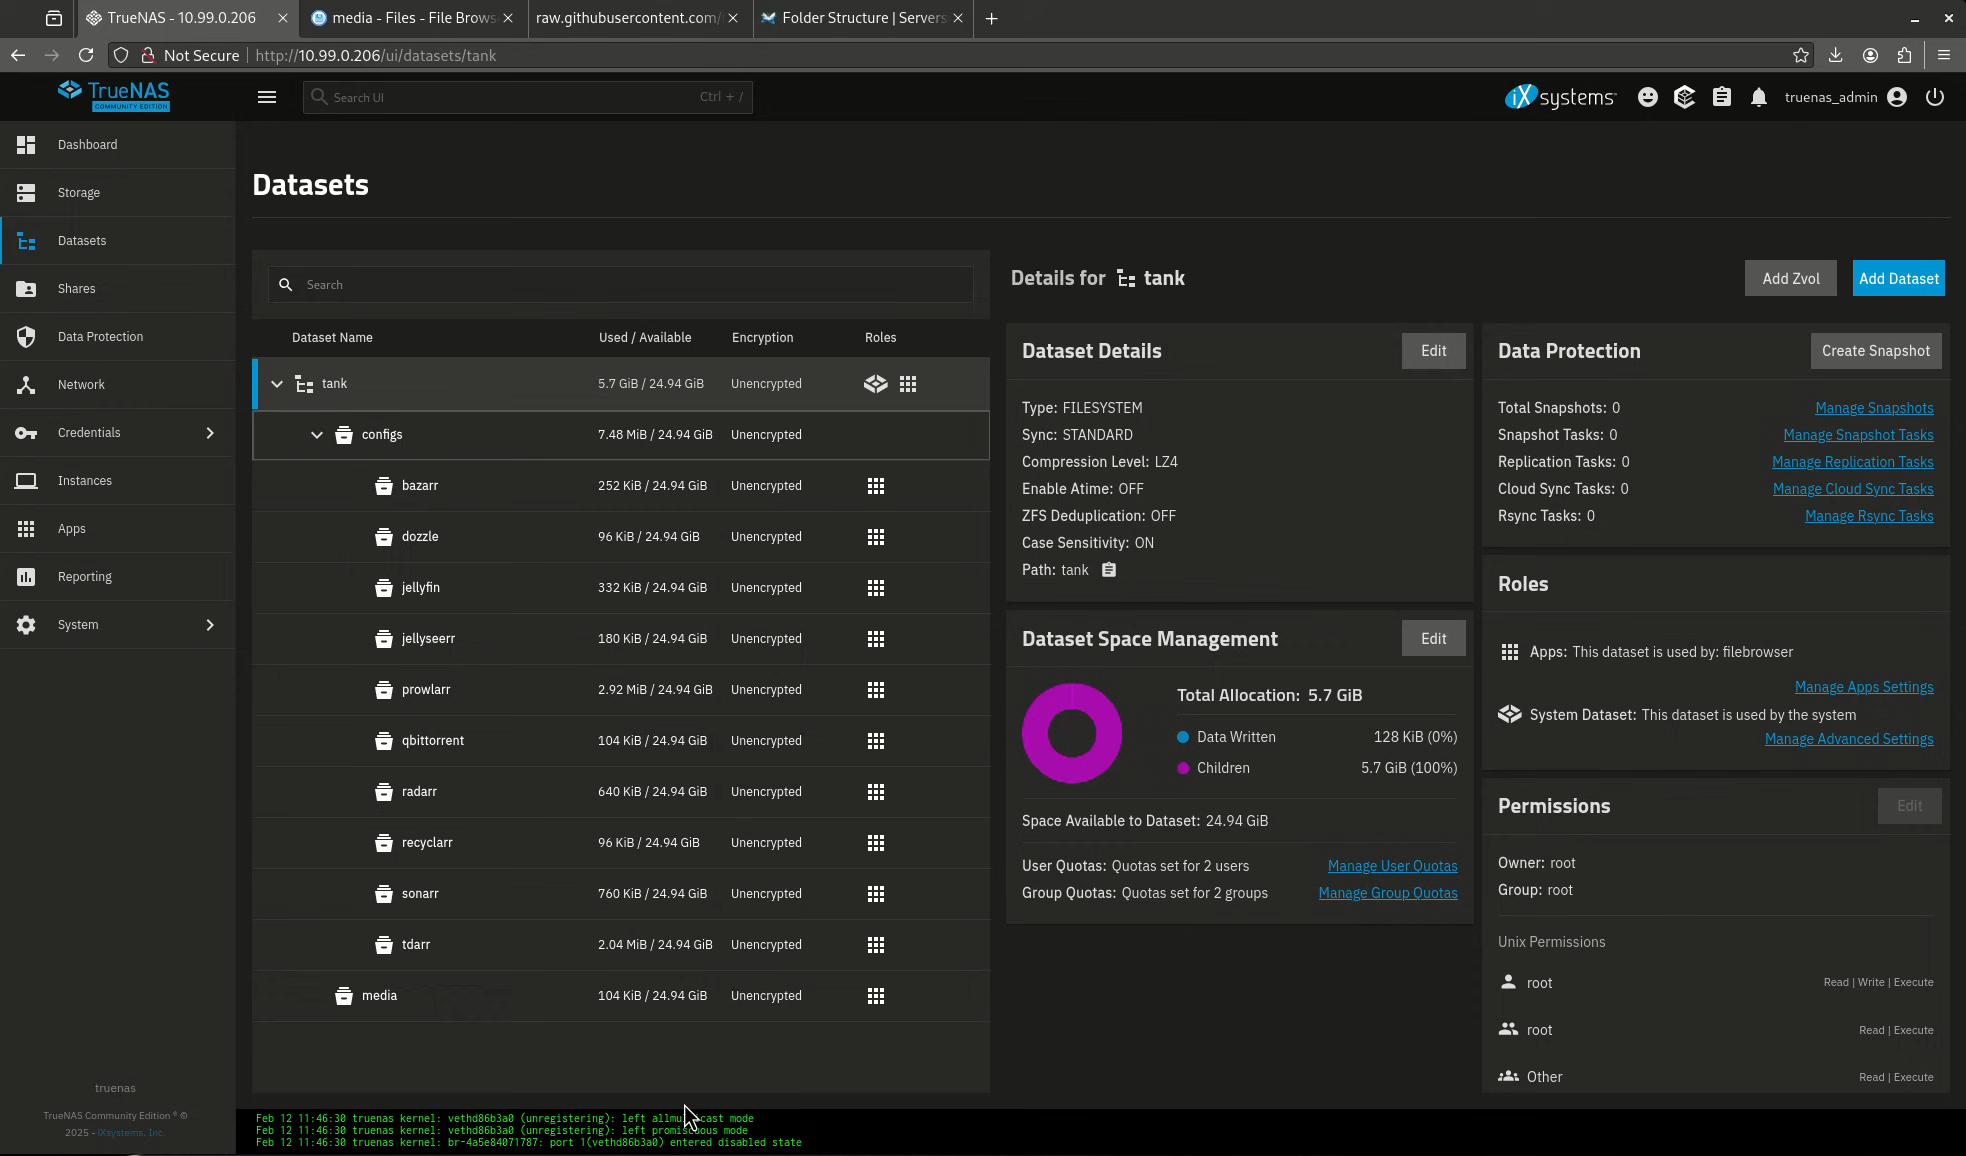 TrueNAS - 10.99.0.206
media - Files - File Brows
raw.githubusercontent.com/
Folder Structure | Servers
Not Secure
http://10.99.0.206/ui/datasets/tank
TrueNAS
COMMUNITY EDITION
Search UI
Ctrl + /
iXsystems
truenas_admin
Dashboard
Storage
Datasets
Shares
Data Protection
Network
Credentials
Instances
Apps
Reporting
System
truenas
TrueNAS Community Edition ® ©
2025 - iXsystems, Inc.
Datasets
Search
Dataset Name Used / Available Encryption Roles
tank 5.7 GiB / 24.94 GiB Unencrypted
configs 7.48 MiB / 24.94 GiB Unencrypted
bazarr 252 KiB / 24.94 GiB Unencrypted
dozzle 96 KiB / 24.94 GiB Unencrypted
jellyfin 332 KiB / 24.94 GiB Unencrypted
jellyseerr 180 KiB / 24.94 GiB Unencrypted
prowlarr 2.92 MiB / 24.94 GiB Unencrypted
qbittorrent 104 KiB / 24.94 GiB Unencrypted
radarr 640 KiB / 24.94 GiB Unencrypted
recyclarr 96 KiB / 24.94 GiB Unencrypted
sonarr 760 KiB / 24.94 GiB Unencrypted
tdarr 2.04 MiB / 24.94 GiB Unencrypted
media 104 KiB / 24.94 GiB Unencrypted
Details for tank
Add Zvol
Add Dataset
Dataset Details
Edit
Type: FILESYSTEM
Sync: STANDARD
Compression Level: LZ4
Enable Atime: OFF
ZFS Deduplication: OFF
Case Sensitivity: ON
Path: tank
Dataset Space Management
Edit
Total Allocation: 5.7 GiB
Data Written 128 KiB (0%)
Children 5.7 GiB (100%)
Space Available to Dataset: 24.94 GiB
User Quotas: Quotas set for 2 users Manage User Quotas
Group Quotas: Quotas set for 2 groups Manage Group Quotas
Data Protection
Create Snapshot
Total Snapshots: 0 Manage Snapshots
Snapshot Tasks: 0 Manage Snapshot Tasks
Replication Tasks: 0 Manage Replication Tasks
Cloud Sync Tasks: 0 Manage Cloud Sync Tasks
Rsync Tasks: 0 Manage Rsync Tasks
Roles
Apps: This dataset is used by: filebrowser
Manage Apps Settings
System Dataset: This dataset is used by the system
Manage Advanced Settings
Permissions
Edit
Owner: root
Group: root
Unix Permissions
root Read | Write | Execute
root Read | Execute
Other Read | Execute
Feb 12 11:46:30 truenas kernel: vethd86b3a0 (unregistering): left mode
Feb 12 11:46:30 truenas kernel: vethd86b3a0 (unregistering): left promiscuous mode
Feb 12 11:46:30 truenas kernel: br-4a5e84071787: port 1(vethd86b3a0) entered disabled state